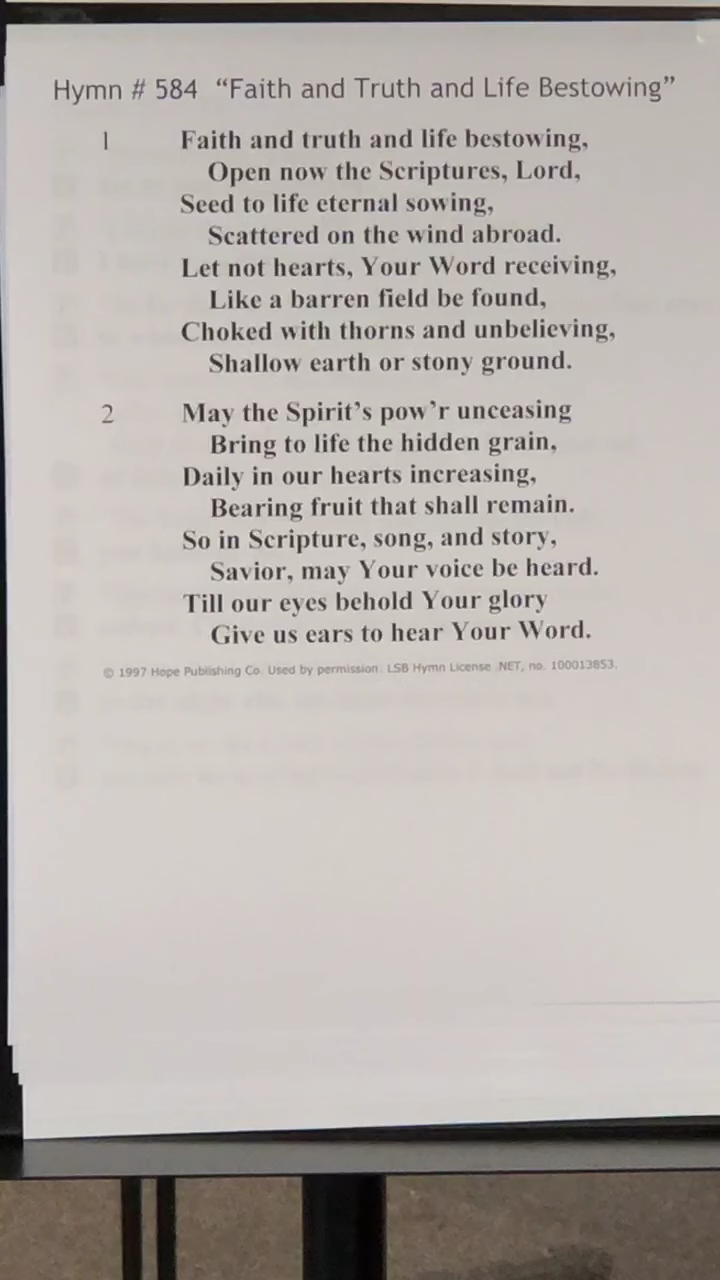 Hymn # 584 “Faith and Truth and Life Bestowing”
1 Faith and truth and life bestowing,
Open now the Scriptures, Lord,
Seed to life eternal sowing,
Scattered on the wind abroad.
Let not hearts, Your Word receiving,
Like a barren field be found,
Choked with thorns and unbelieving,
Shallow earth or stony ground.
2 May the Spirit’s pow’r unceasing
Bring to life the hidden grain,
Daily in our hearts increasing,
Bearing fruit that shall remain.
So in Scripture, song, and story,
Savior, may Your voice be heard.
Till our eyes behold Your glory
Give us ears to hear Your Word.
© 1997 Hope Publishing Co. Used by permission. LSB Hymn License .NET, no. 100013853.